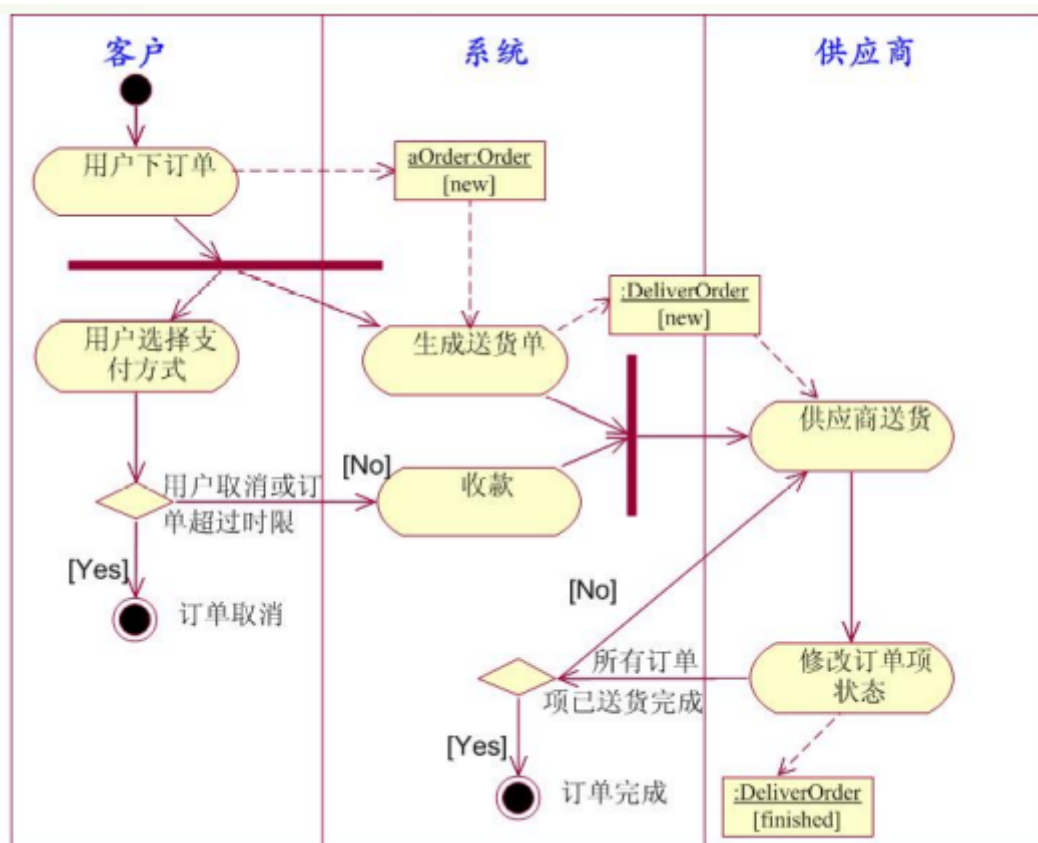 客户
系统
供应商
用户下订单
aOrder:Order
[new]
:DeliverOrder
[new]
用户选择支
付方式
生成送货单
供应商送货
[No]
收款
用户取消或订
单超过时限
[Yes]
订单取消
[No]
所有订单
项已送货完成
修改订单项
状态
[Yes]
订单完成
:DeliverOrder
[finished]